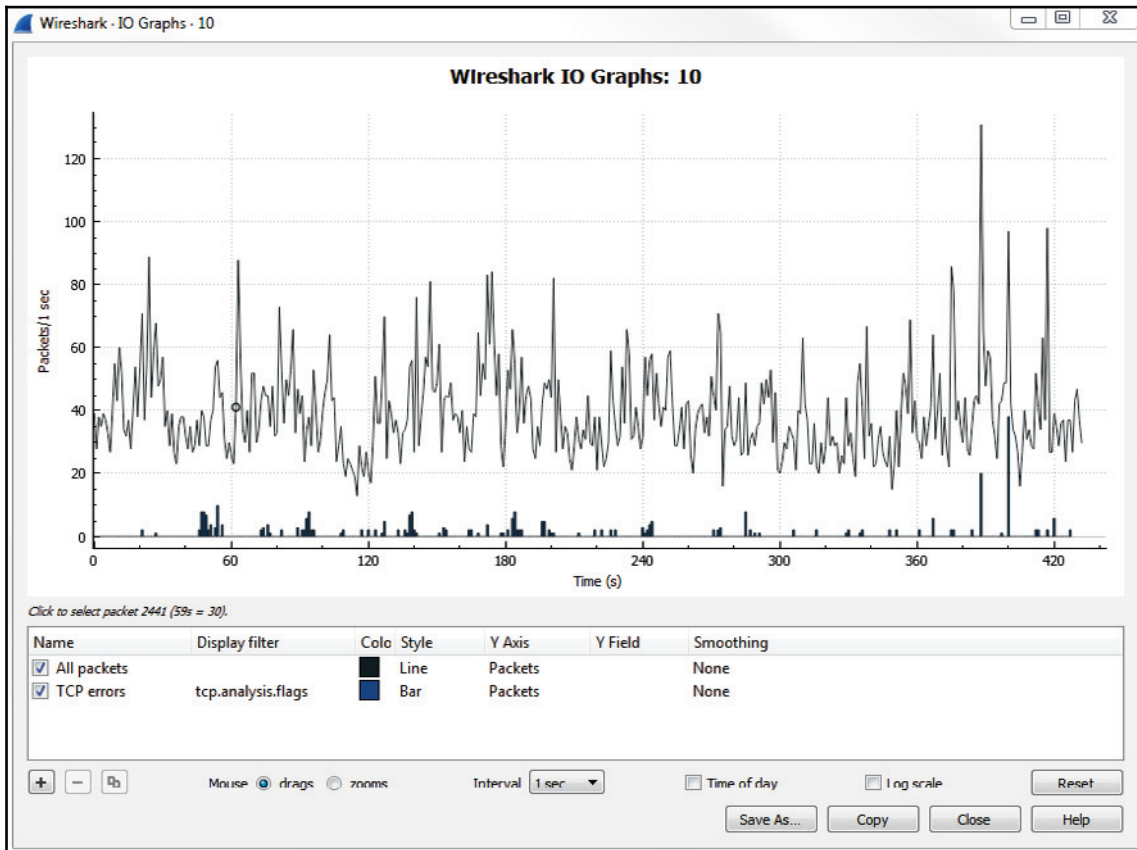 Wireshark · IO Graphs · 10
Wireshark IO Graphs: 10
Packets/1 sec
120
100
80
60
40
20
0
0 60 120 180 240 300 360 420
Time (s)
Click to select packet 2441 (59s = 30).
Name Display filter Colo Style Y Axis Y Field Smoothing
All packets Line Packets None
TCP errors tcp.analysis.flags Bar Packets None
Mouse drags zooms Interval 1 sec Time of day Log scale Reset
Save As... Copy Close Help